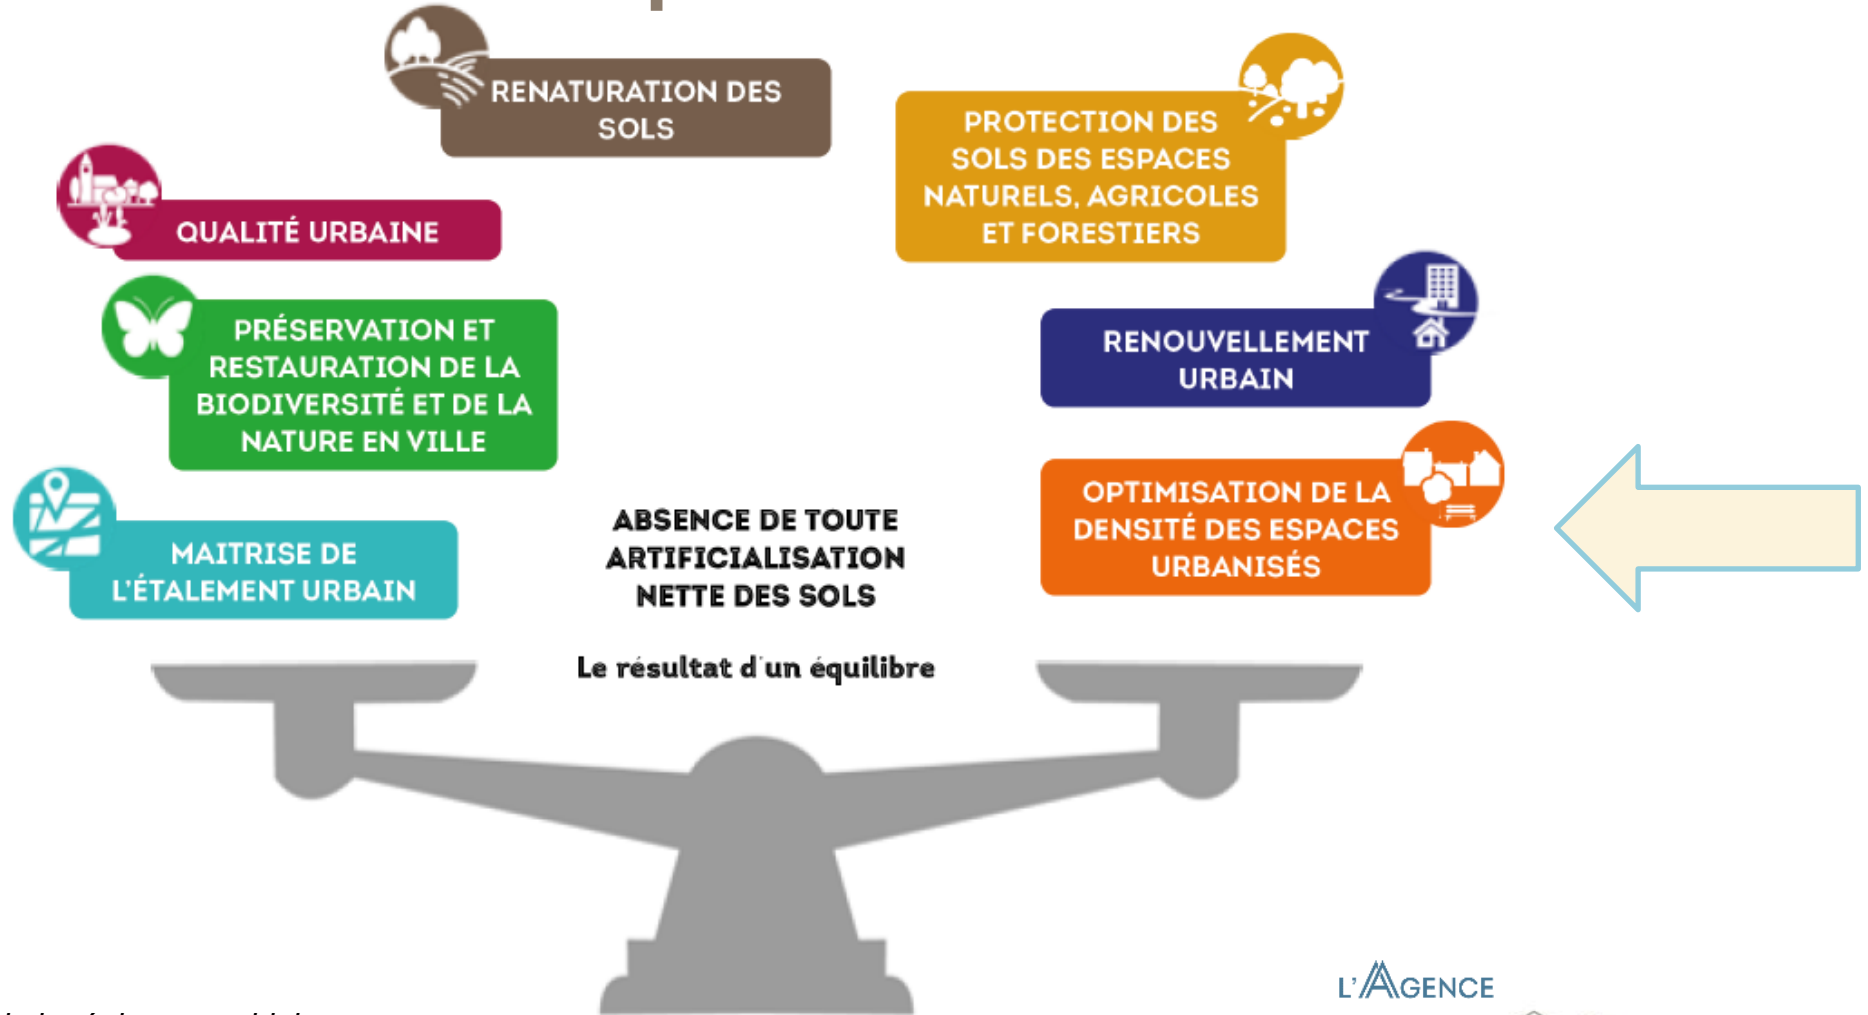 RENATURATION DES
SOLS
PROTECTION DES
SOLS DES ESPACES
NATURELS, AGRICOLES
ET FORESTIERS
QUALITÉ URBAINE
PRÉSERVATION ET
RESTAURATION DE LA
BIODIVERSITÉ ET DE LA
NATURE EN VILLE
RENOUVELLEMENT
URBAIN
OPTIMISATION DE LA
DENSITÉ DES ESPACES
URBANISÉS
MAITRISE DE
L'ÉTALEMENT URBAIN
ABSENCE DE TOUTE
ARTIFICIALISATION
NETTE DES SOLS
Le résultat d'un équilibre
L'AGENCE